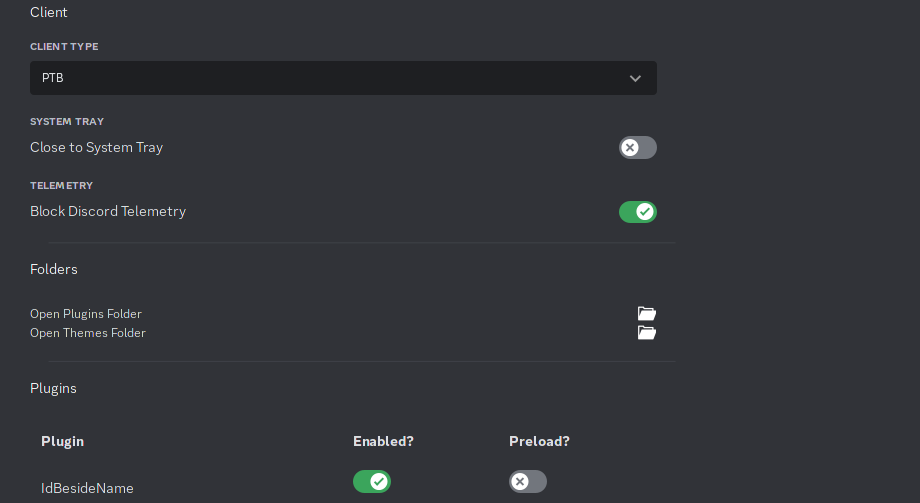 Client
CLIENT TYPE
PTB
SYSTEM TRAY
Close to System Tray
TELEMETRY
Block Discord Telemetry
Folders
Open Plugins Folder
Open Themes Folder
Plugins
Plugin Enabled? Preload?
IdBesideName